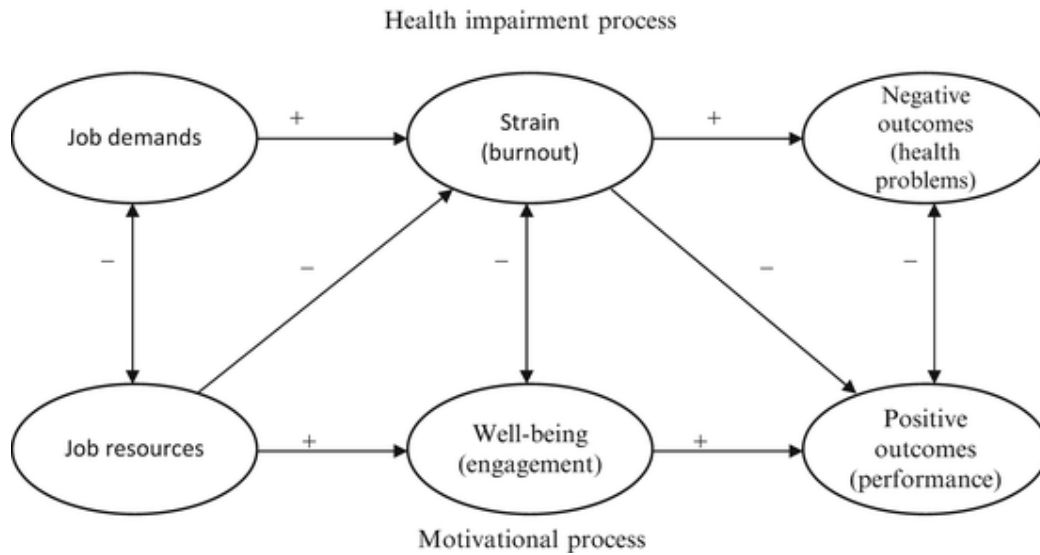 Health impairment process
Job demands
+
Strain
(burnout)
+
Negative
outcomes
(health
problems)
–
–
–
–
–
Job resources
+
Well-being
(engagement)
+
Positive
outcomes
(performance)
Motivational process